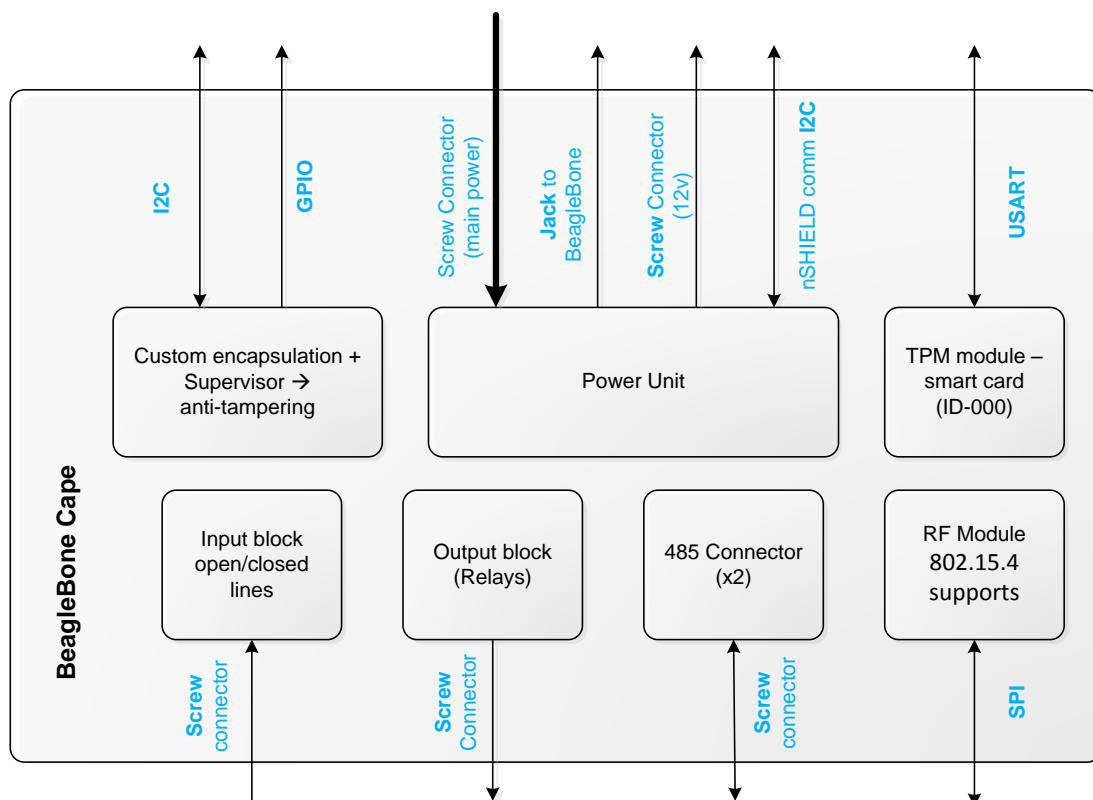 I2C
GPIO
Screw Connector
(main power)
Jack to
BeagleBone
Screw Connector
(12v)
nSHIELD comm I2C
USART
Custom encapsulation +
Supervisor →
anti-tampering
Power Unit
TPM module –
smart card
(ID-000)
BeagleBone Cape
Input block
open/closed
lines
Output block
(Relays)
485 Connector
(x2)
RF Module
802.15.4
supports
Screw
connector
Screw
Connector
Screw
connector
SPI